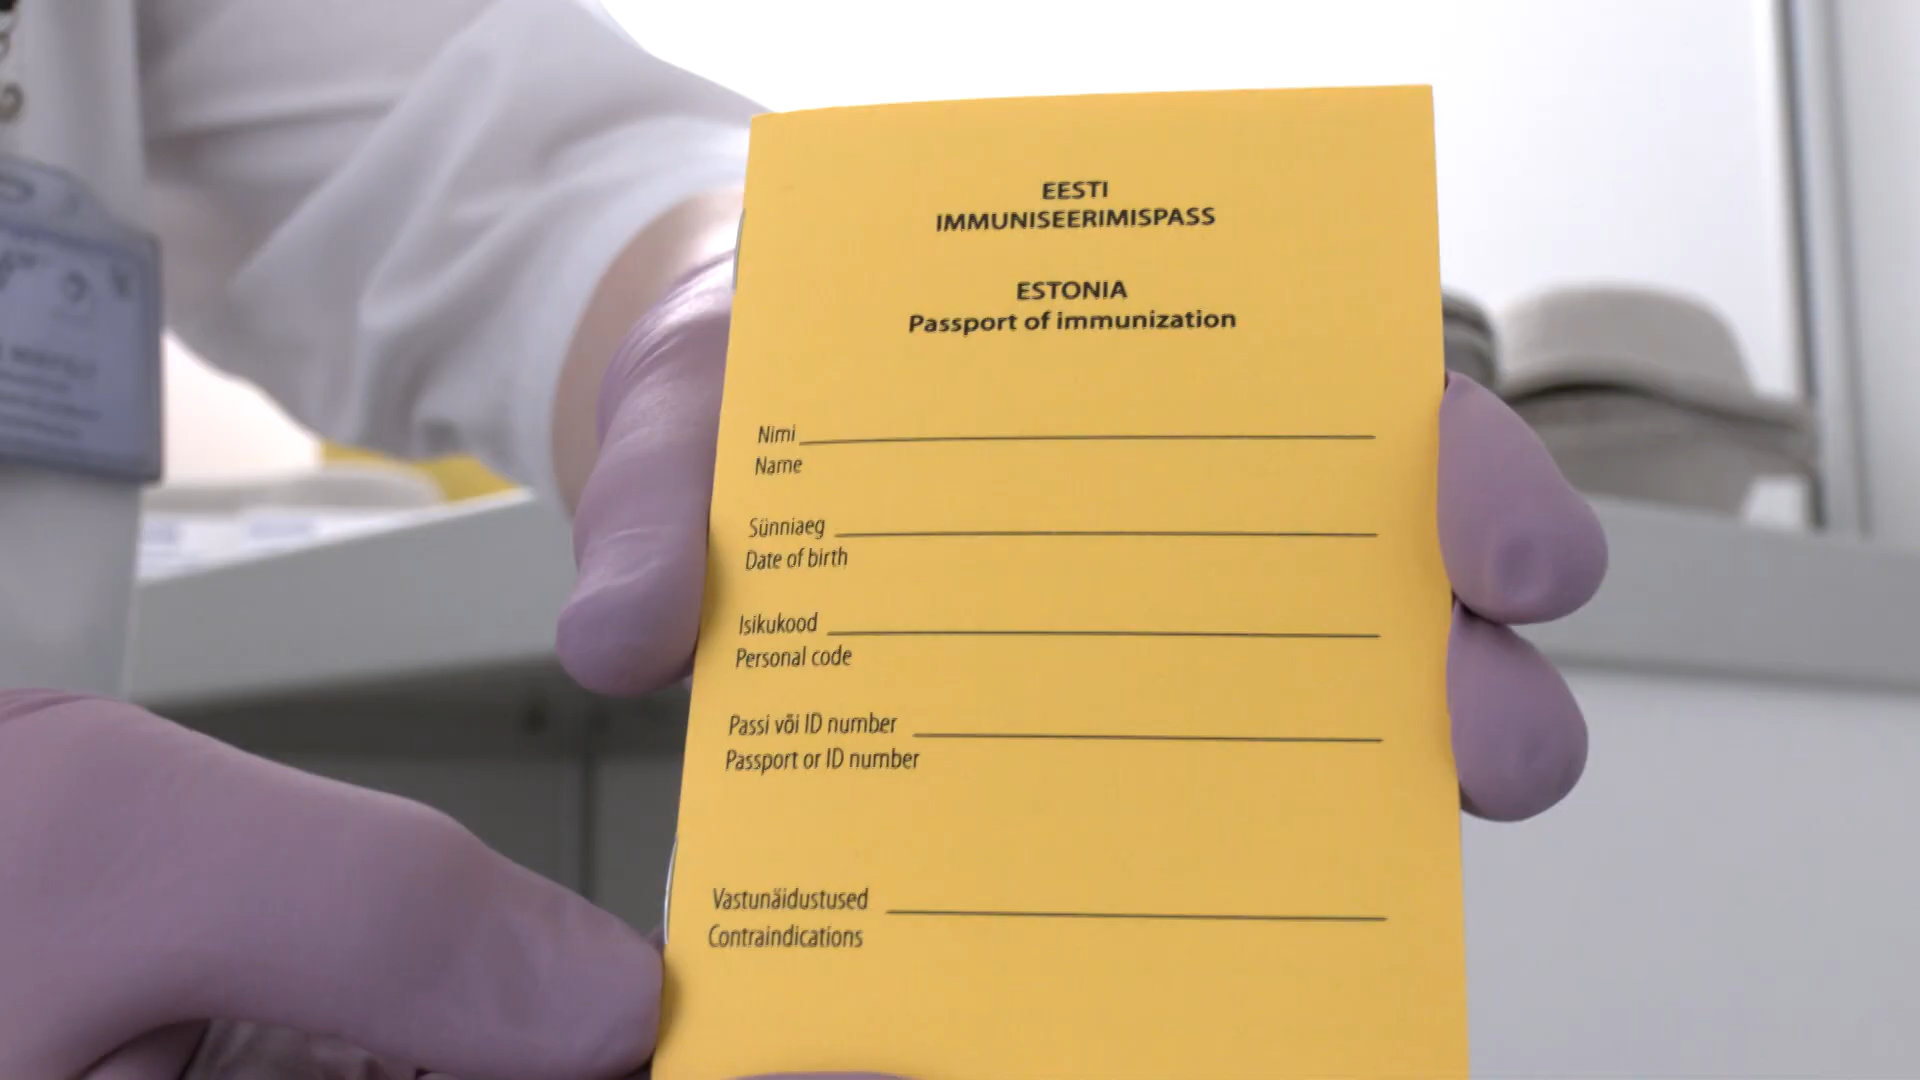 EESTI
IMMUNISEERIMISPASS
ESTONIA
Passport of immunization
Nimi
Name
Sünniaeg
Date of birth
Isikukood
Personal code
Passi või ID number
Passport or ID number
Vastunäidustused
Contraindications